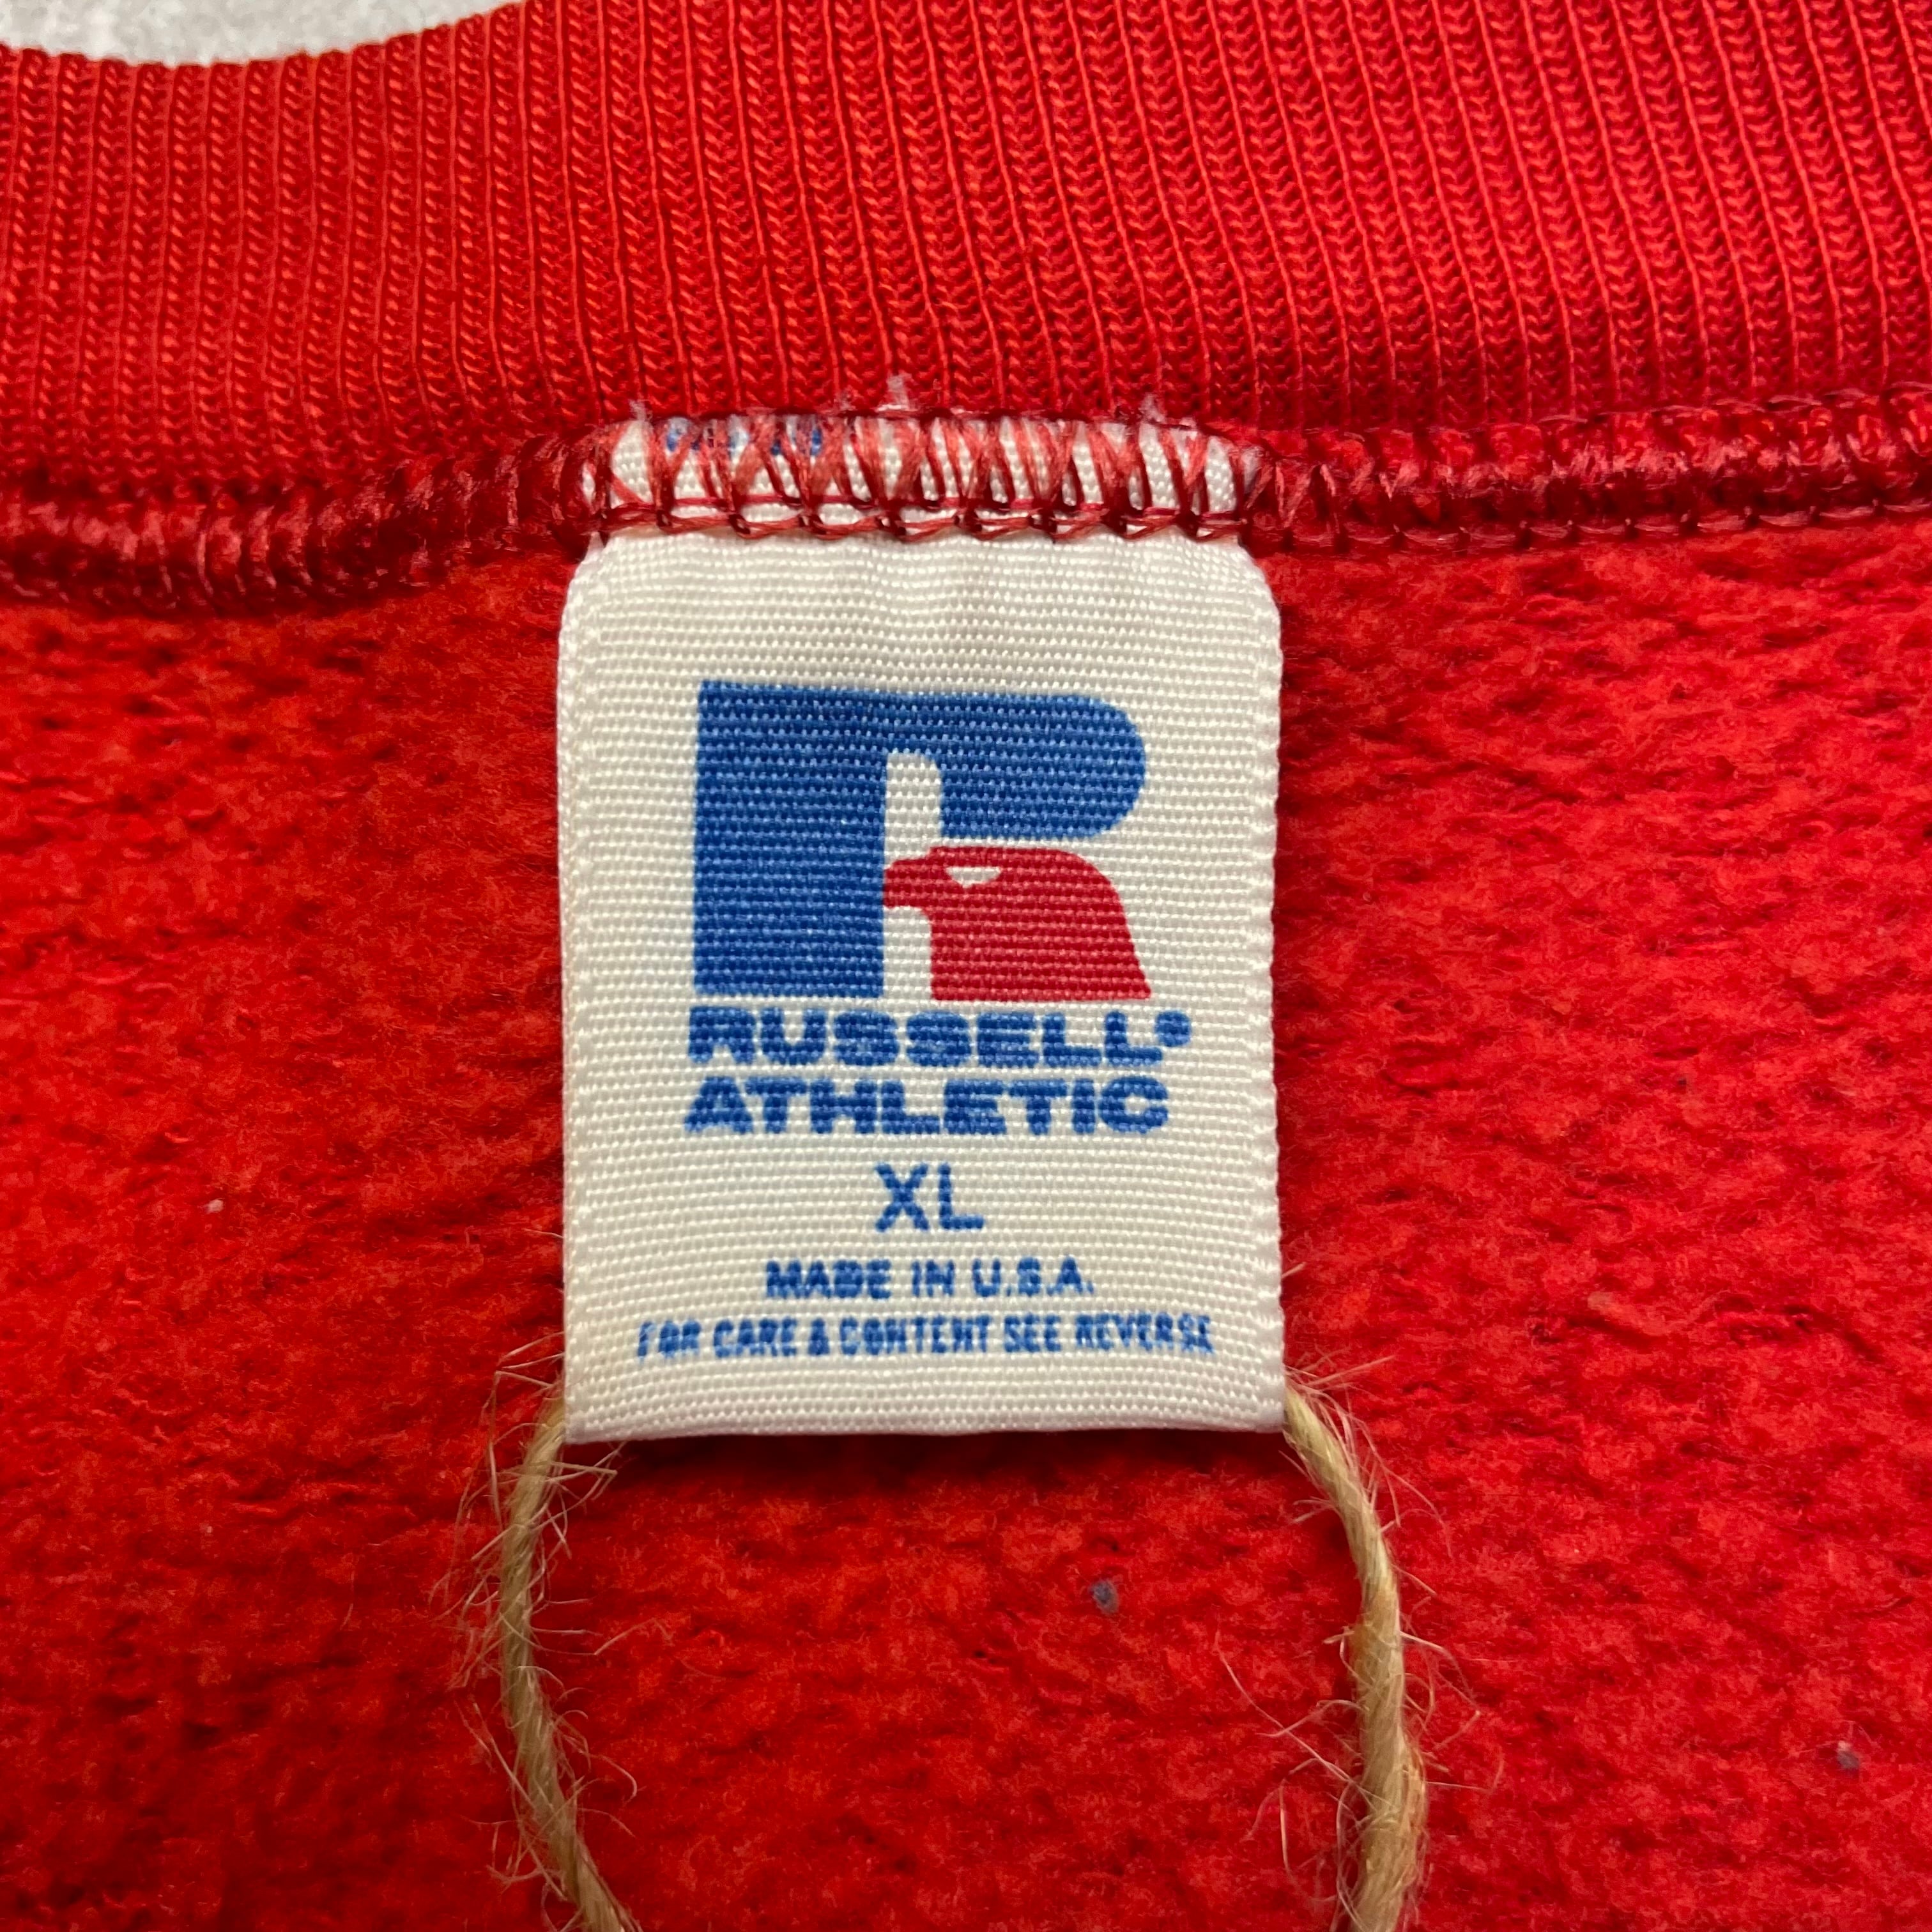 RUSSELL®
ATHLETIC
XL
MADE IN U.S.A.
FOR CARE & CONTENT SEE REVERSE